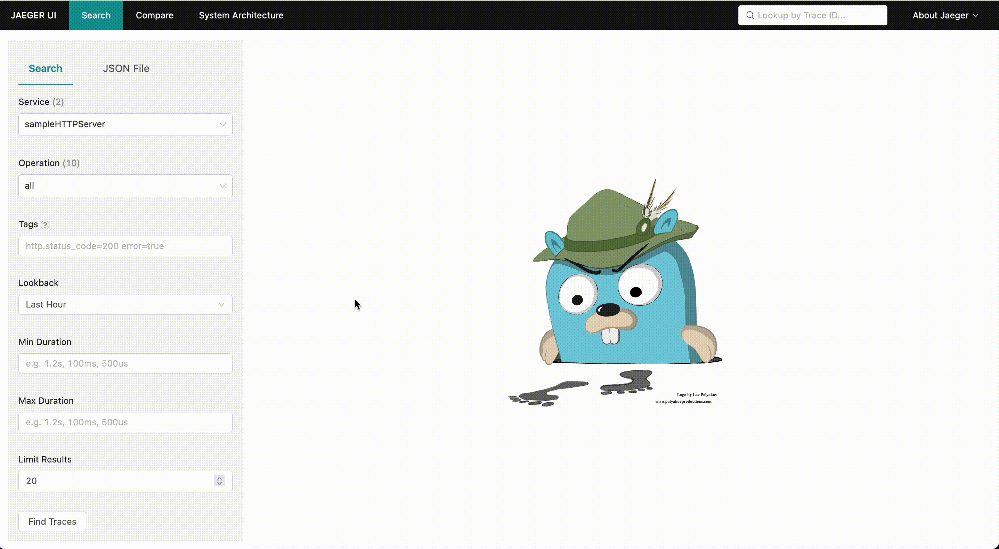 JAEGER UI Search Compare System Architecture Lookup by Trace ID... About Jaeger
Search JSON File
Service (2)
sampleHTTPServer
Operation (10)
all
Tags ?
http.status_code=200 error=true
Lookback
Last Hour
Min Duration
e.g. 1.2s, 100ms, 500us
Max Duration
e.g. 1.2s, 100ms, 500us
Limit Results
20
Find Traces
Logo by Lev Polyakov
www.polyakovproductions.com